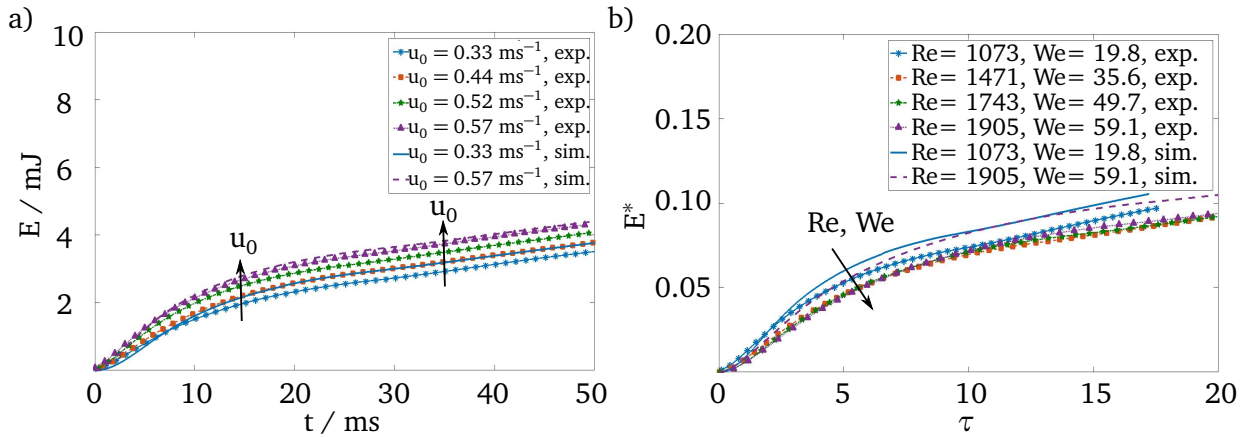 a)
10
8
6
4
2
E / mJ
u₀ = 0.33 ms⁻¹, exp.
u₀ = 0.44 ms⁻¹, exp.
u₀ = 0.52 ms⁻¹, exp.
u₀ = 0.57 ms⁻¹, exp.
u₀ = 0.33 ms⁻¹, sim.
u₀ = 0.57 ms⁻¹, sim.
u₀
u₀
0 10 20 30 40 50
t / ms
b)
0.20
0.15
0.10
0.05
E*
Re= 1073, We= 19.8, exp.
Re= 1471, We= 35.6, exp.
Re= 1743, We= 49.7, exp.
Re= 1905, We= 59.1, exp.
Re= 1073, We= 19.8, sim.
Re= 1905, We= 59.1, sim.
Re, We
0 5 10 15 20
τ